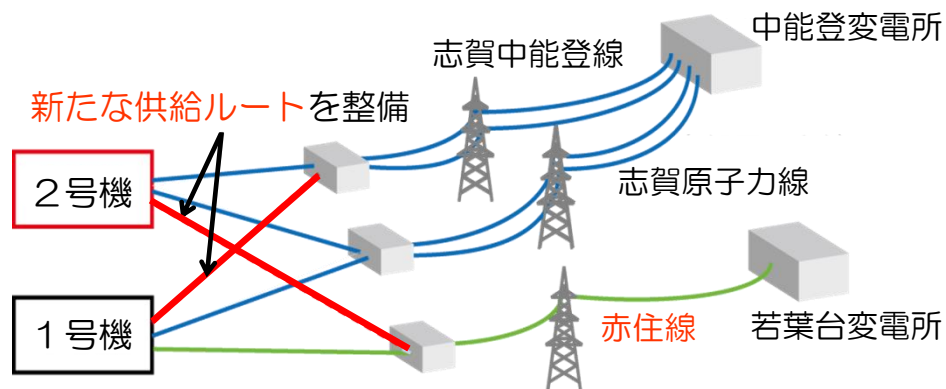 中能登変電所
志賀中能登線
新たな供給ルートを整備
２号機
志賀原子力線
１号機
赤住線
若葉台変電所